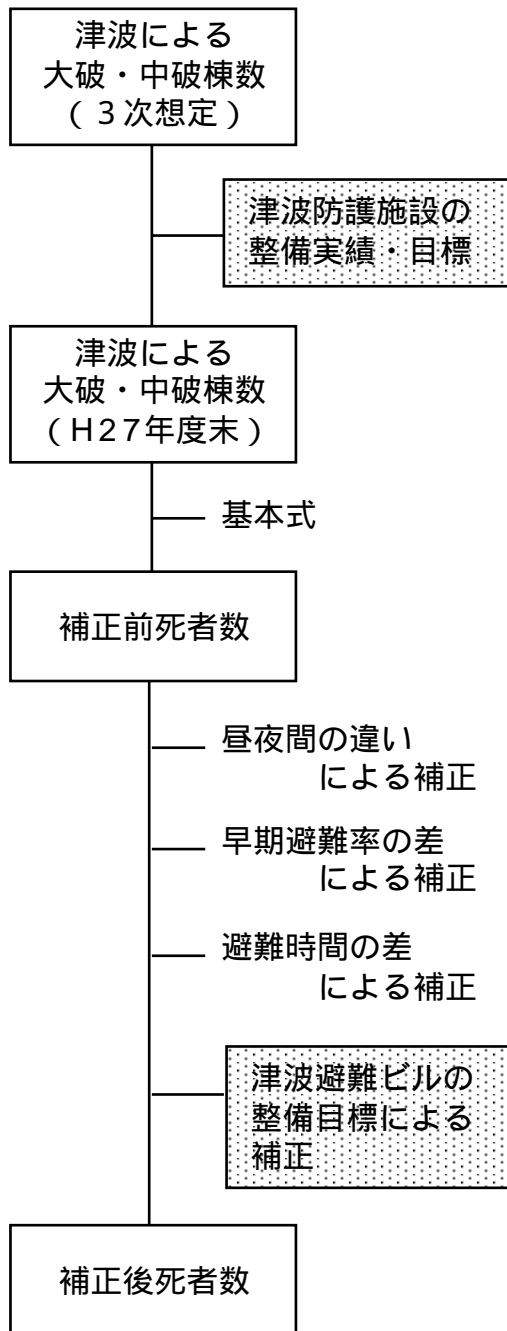 津波による
大破・中破棟数
（３次想定）
津波防護施設の
整備実績・目標
津波による
大破・中破棟数
（Ｈ２７年度末）
基本式
補正前死者数
昼夜間の違い
による補正
早期避難率の差
による補正
避難時間の差
による補正
津波避難ビルの
整備目標による
補正
補正後死者数